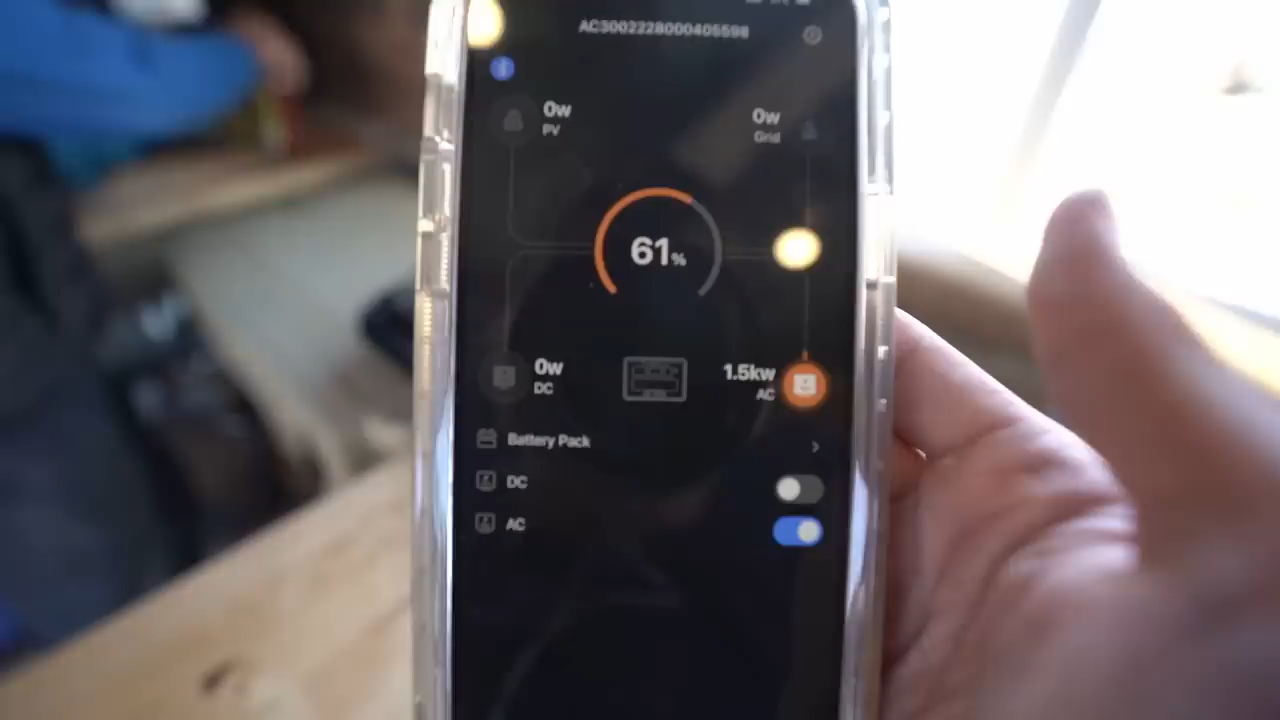 AC3002228000405598
0w
PV
0w
Grid
61%
0w
DC
1.5kw
AC
Battery Pack
DC
AC